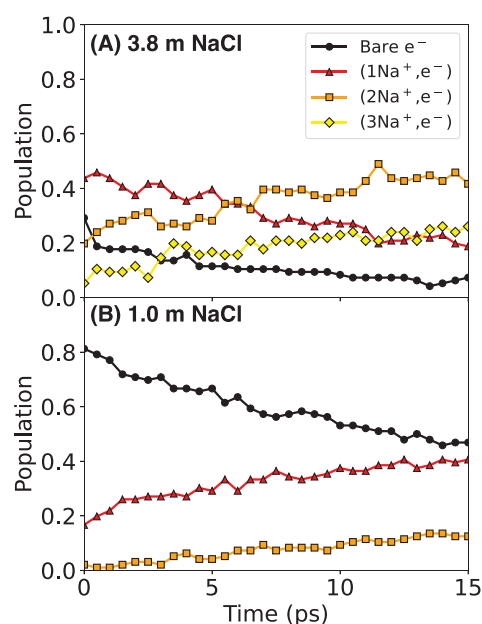 1.0
(A) 3.8 m NaCl
Bare e⁻
(1Na⁺,e⁻)
(2Na⁺,e⁻)
(3Na⁺,e⁻)
0.8
0.6
0.4
0.2
0.0
Population
(B) 1.0 m NaCl
0.8
0.6
0.4
0.2
0.0
Population
0 5 10 15
Time (ps)